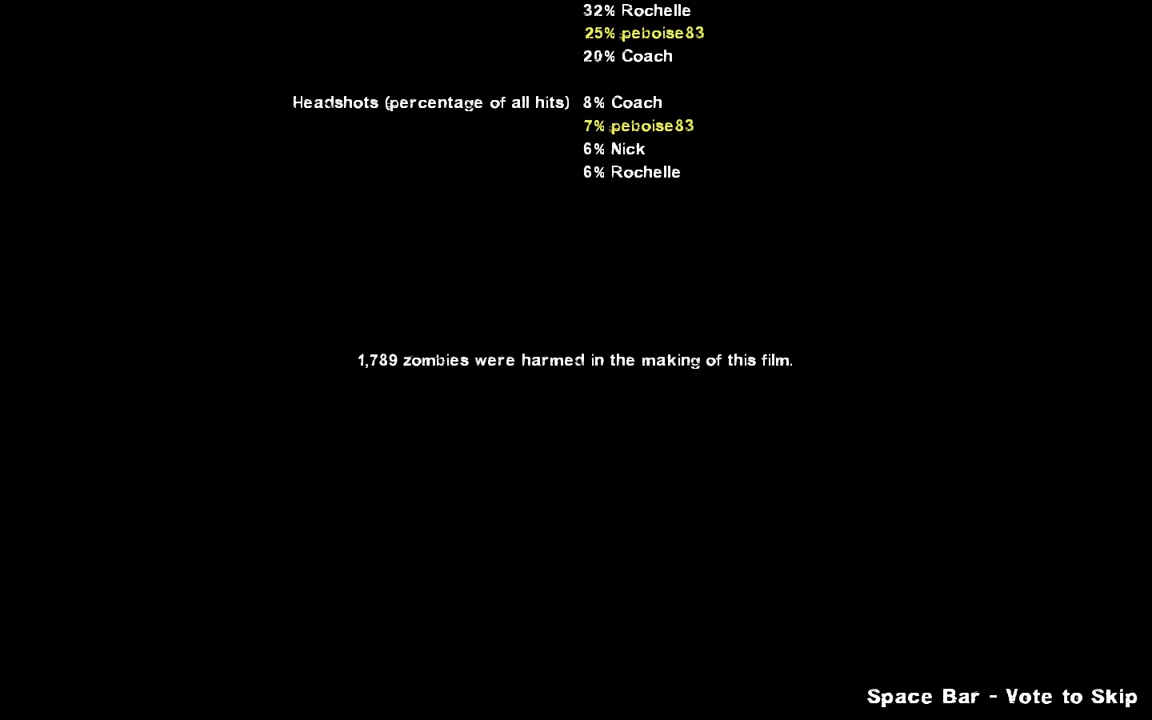 32% Rochelle
25% peboise83
20% Coach
Headshots (percentage of all hits) 8% Coach
7% peboise83
6% Nick
6% Rochelle
1,789 zombies were harmed in the making of this film.
Space Bar - Vote to Skip